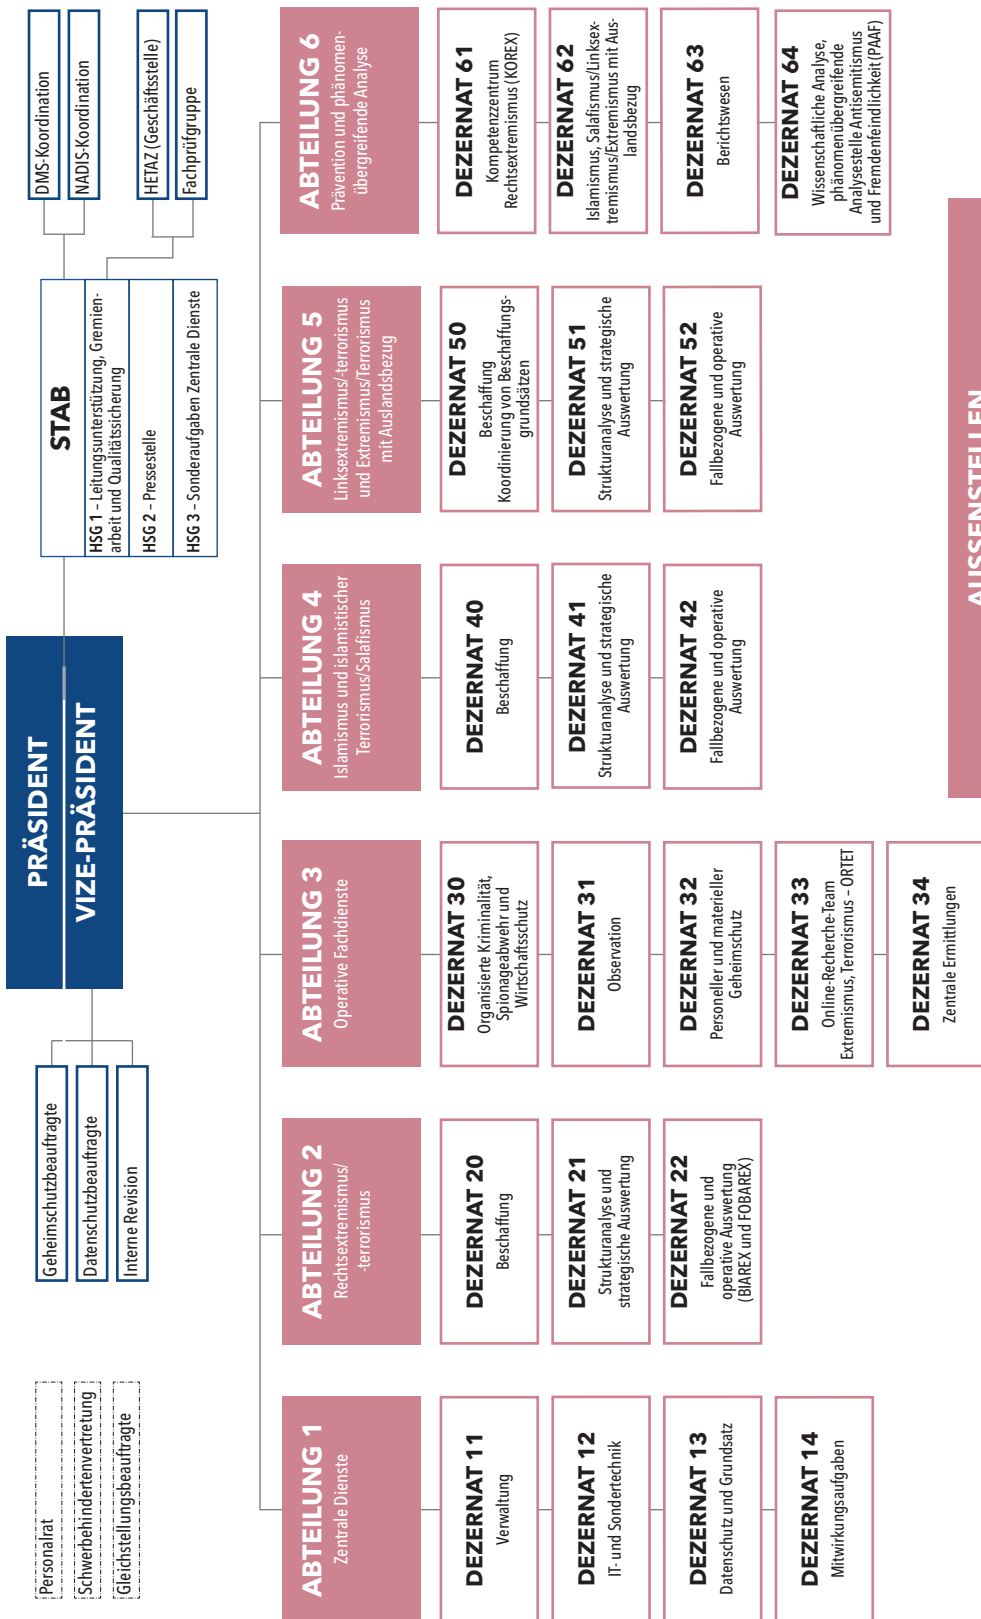 Personalrat
Schwerbehindertenvertretung
Gleichstellungsbeauftragte
Geheimschutzbeauftragte
Datenschutzbeauftragte
Interne Revision
PRÄSIDENT
VIZE-PRÄSIDENT
STAB
HSG 1 – Leitungsunterstützung, Gremien-
arbeit und Qualitätssicherung
HSG 2 – Pressestelle
HSG 3 – Sonderaufgaben Zentrale Dienste
DMS-Koordination
NADIS-Koordination
HETAZ (Geschäftsstelle)
Fachprüfgruppe
ABTEILUNG 1
Zentrale Dienste
DEZERNAT 11
Verwaltung
DEZERNAT 12
IT- und Sondertechnik
DEZERNAT 13
Datenschutz und Grundsatz
DEZERNAT 14
Mitwirkungsaufgaben
ABTEILUNG 2
Rechtsextremismus/
-terrorismus
DEZERNAT 20
Beschaffung
DEZERNAT 21
Strukturanalyse und
strategische Auswertung
DEZERNAT 22
Fallbezogene und
operative Auswertung
(BIAREX und FOBAREX)
ABTEILUNG 3
Operative Fachdienste
DEZERNAT 30
Organisierte Kriminalität,
Spionageabwehr und
Wirtschaftsschutz
DEZERNAT 31
Observation
DEZERNAT 32
Personeller und materieller
Geheimschutz
DEZERNAT 33
Online-Recherche-Team
Extremismus, Terrorismus – ORTET
DEZERNAT 34
Zentrale Ermittlungen
ABTEILUNG 4
Islamismus und islamistischer
Terrorismus/Salafismus
DEZERNAT 40
Beschaffung
DEZERNAT 41
Strukturanalyse und strategische
Auswertung
DEZERNAT 42
Fallbezogene und operative
Auswertung
ABTEILUNG 5
Linksextremismus/-terrorismus
und Extremismus/Terrorismus
mit Auslandsbezug
DEZERNAT 50
Beschaffung
Koordinierung von Beschaffungs-
grundsätzen
DEZERNAT 51
Strukturanalyse und strategische
Auswertung
DEZERNAT 52
Fallbezogene und operative
Auswertung
ABTEILUNG 6
Prävention und phänomen-
übergreifende Analyse
DEZERNAT 61
Kompetenzzentrum
Rechtsextremismus (KOREX)
DEZERNAT 62
Islamismus, Salafismus/Linksex-
tremismus/Extremismus mit Aus-
landsbezug
DEZERNAT 63
Berichtswesen
DEZERNAT 64
Wissenschaftliche Analyse,
phänomenübergreifende
Analysestelle Antisemitismus
und Fremdenfeindlichkeit (PAAF)
AUSSENSTELLEN